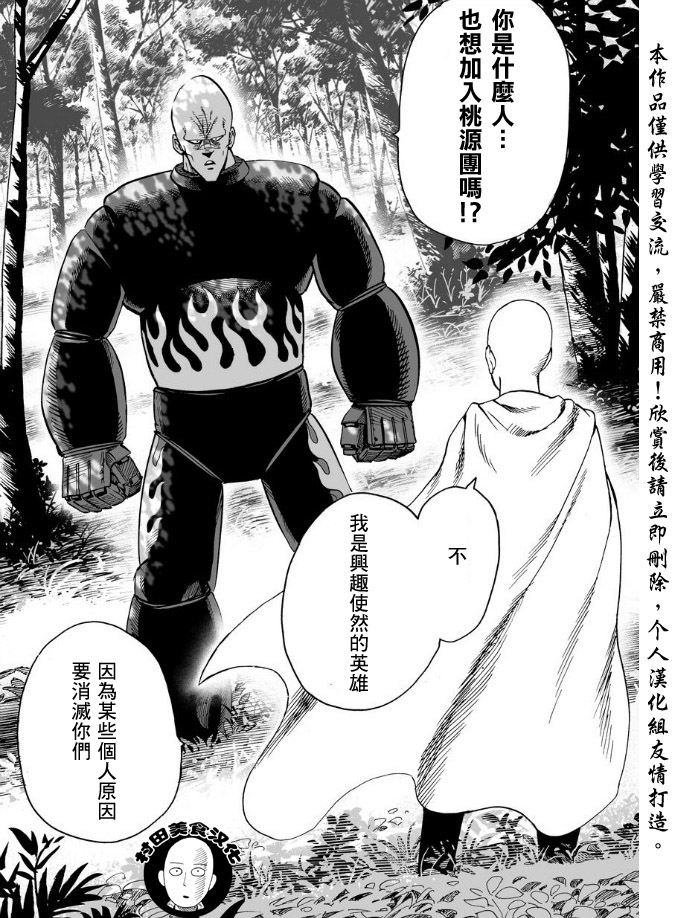 你是什麼人…
也想加入桃源團嗎!?
不
我是興趣使然的英雄
因為某些個人原因
要消滅你們
村田美食汉化
本作品僅供學習交流，嚴禁商用！欣賞後請立即刪除，个人漢化組友情打造。